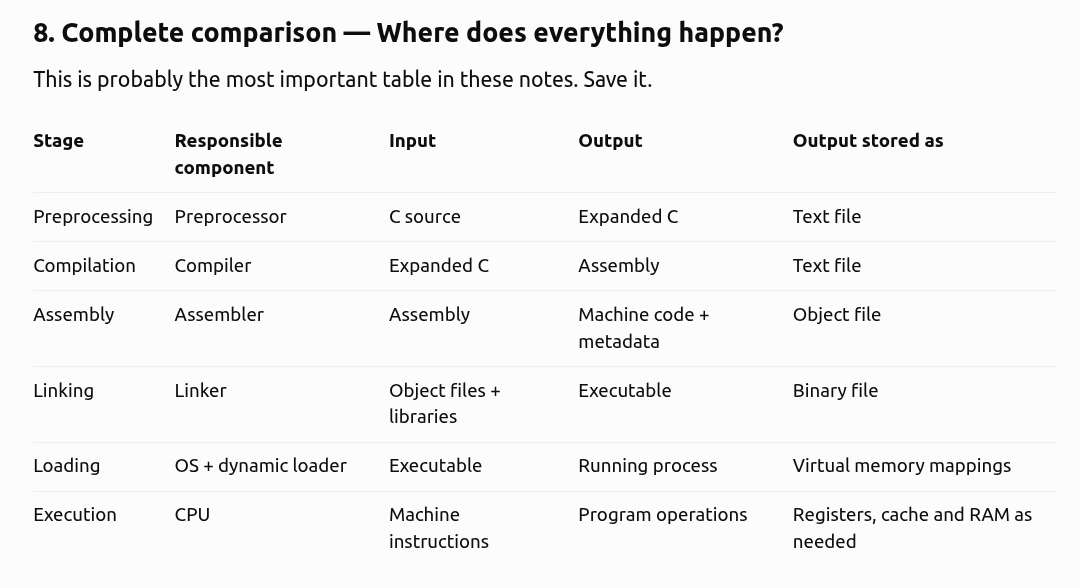 8. Complete comparison — Where does everything happen?
This is probably the most important table in these notes. Save it.
Stage Responsible component Input Output Output stored as
Preprocessing Preprocessor C source Expanded C Text file
Compilation Compiler Expanded C Assembly Text file
Assembly Assembler Assembly Machine code + metadata Object file
Linking Linker Object files + libraries Executable Binary file
Loading OS + dynamic loader Executable Running process Virtual memory mappings
Execution CPU Machine instructions Program operations Registers, cache and RAM as needed